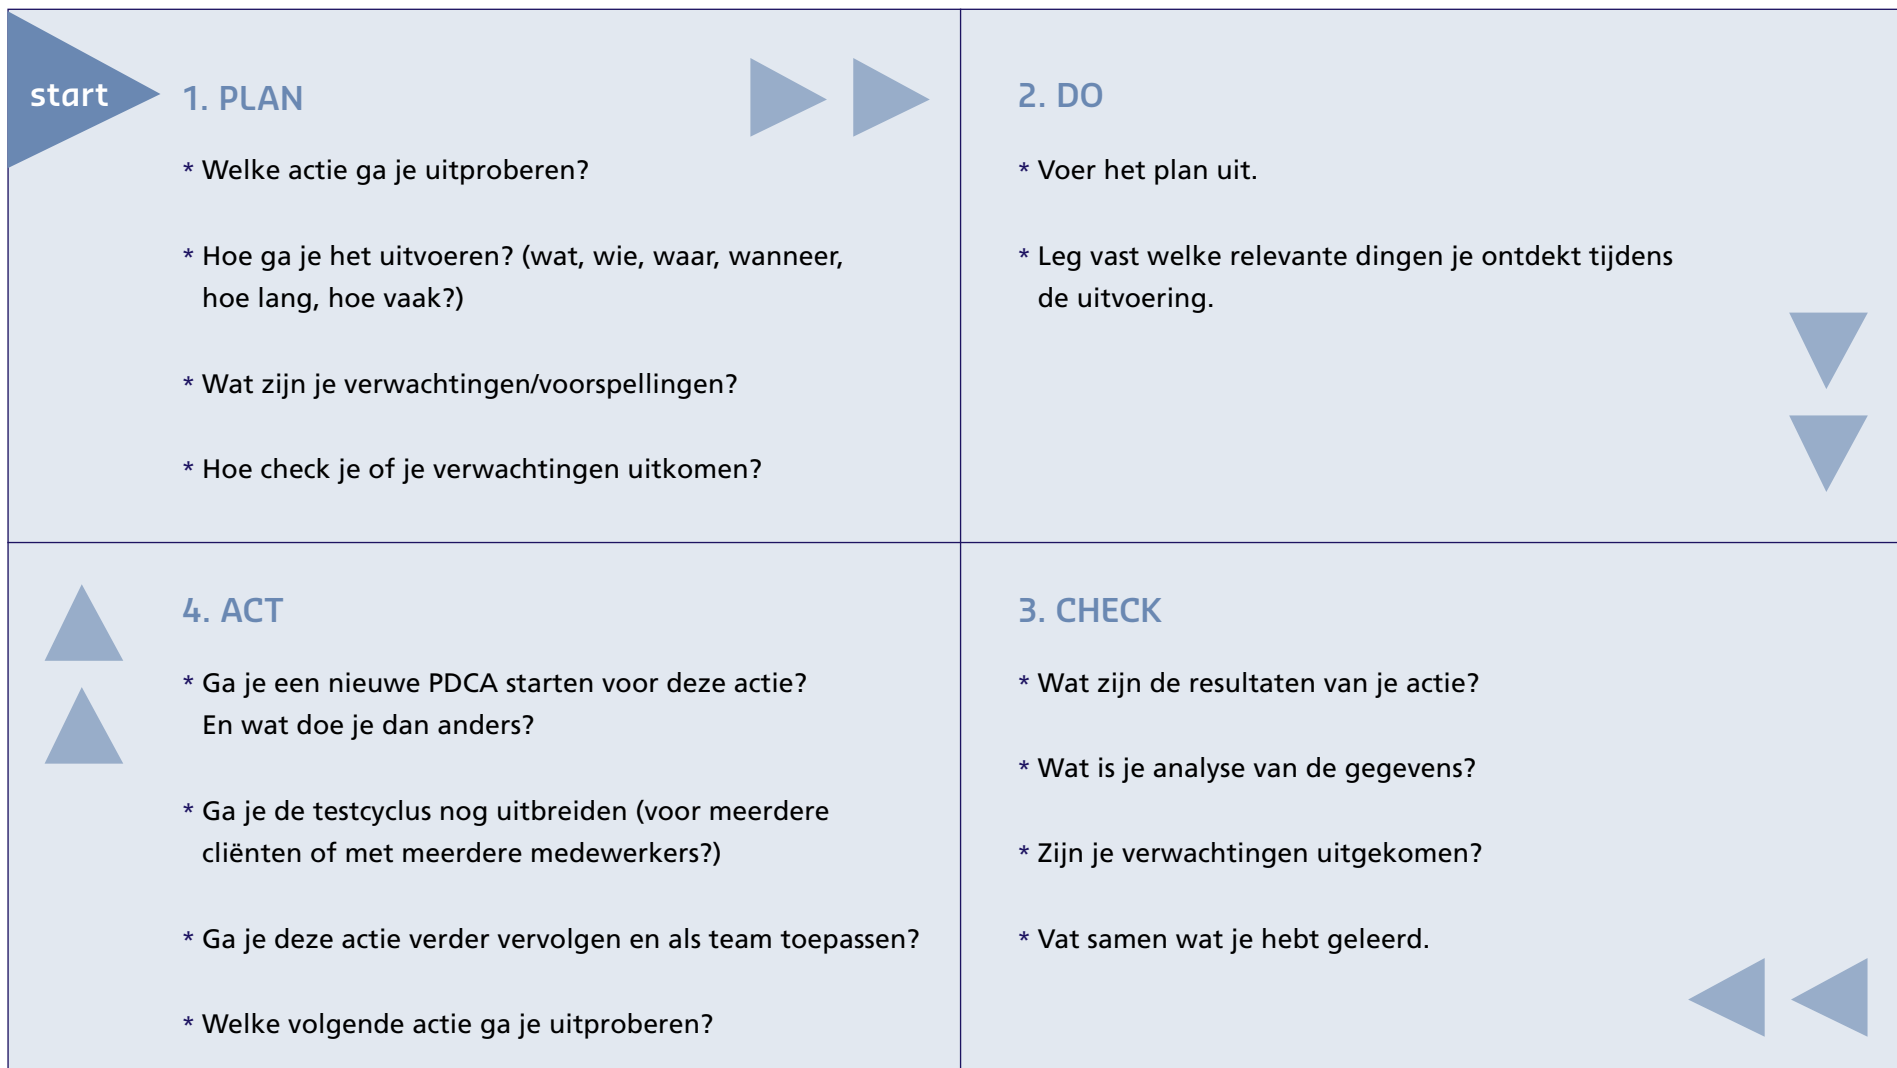 start
1. PLAN
* Welke actie ga je uitproberen?
* Hoe ga je het uitvoeren? (wat, wie, waar, wanneer,
hoe lang, hoe vaak?)
* Wat zijn je verwachtingen/voorspellingen?
* Hoe check je of je verwachtingen uitkomen?
2. DO
* Voer het plan uit.
* Leg vast welke relevante dingen je ontdekt tijdens
de uitvoering.
3. CHECK
* Wat zijn de resultaten van je actie?
* Wat is je analyse van de gegevens?
* Zijn je verwachtingen uitgekomen?
* Vat samen wat je hebt geleerd.
4. ACT
* Ga je een nieuwe PDCA starten voor deze actie?
En wat doe je dan anders?
* Ga je de testcyclus nog uitbreiden (voor meerdere
cliënten of met meerdere medewerkers?)
* Ga je deze actie verder vervolgen en als team toepassen?
* Welke volgende actie ga je uitproberen?